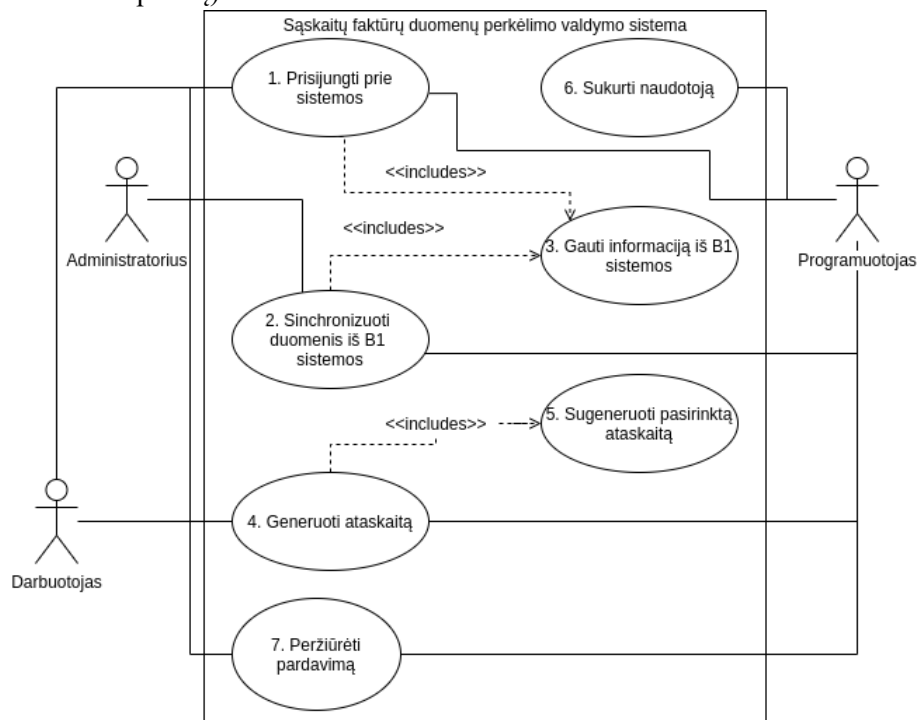 Sąskaitų faktūrų duomenų perkėlimo valdymo sistema
1. Prisijungti prie
sistemos
6. Sukurti naudotoją
<<includes>>
Administratorius
<<includes>>
3. Gauti informaciją iš B1
sistemos
Programuotojas
2. Sinchronizuoti
duomenis iš B1
sistemos
<<includes>>
5. Sugeneruoti pasirinktą
ataskaitą
4. Generuoti ataskaitą
Darbuotojas
7. Peržiūrėti
pardavimą